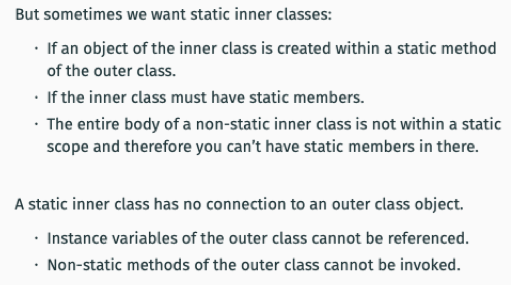 But sometimes we want static inner classes:
· If an object of the inner class is created within a static method
of the outer class.
· If the inner class must have static members.
· The entire body of a non-static inner class is not within a static
scope and therefore you can't have static members in there.
A static inner class has no connection to an outer class object.
· Instance variables of the outer class cannot be referenced.
· Non-static methods of the outer class cannot be invoked.